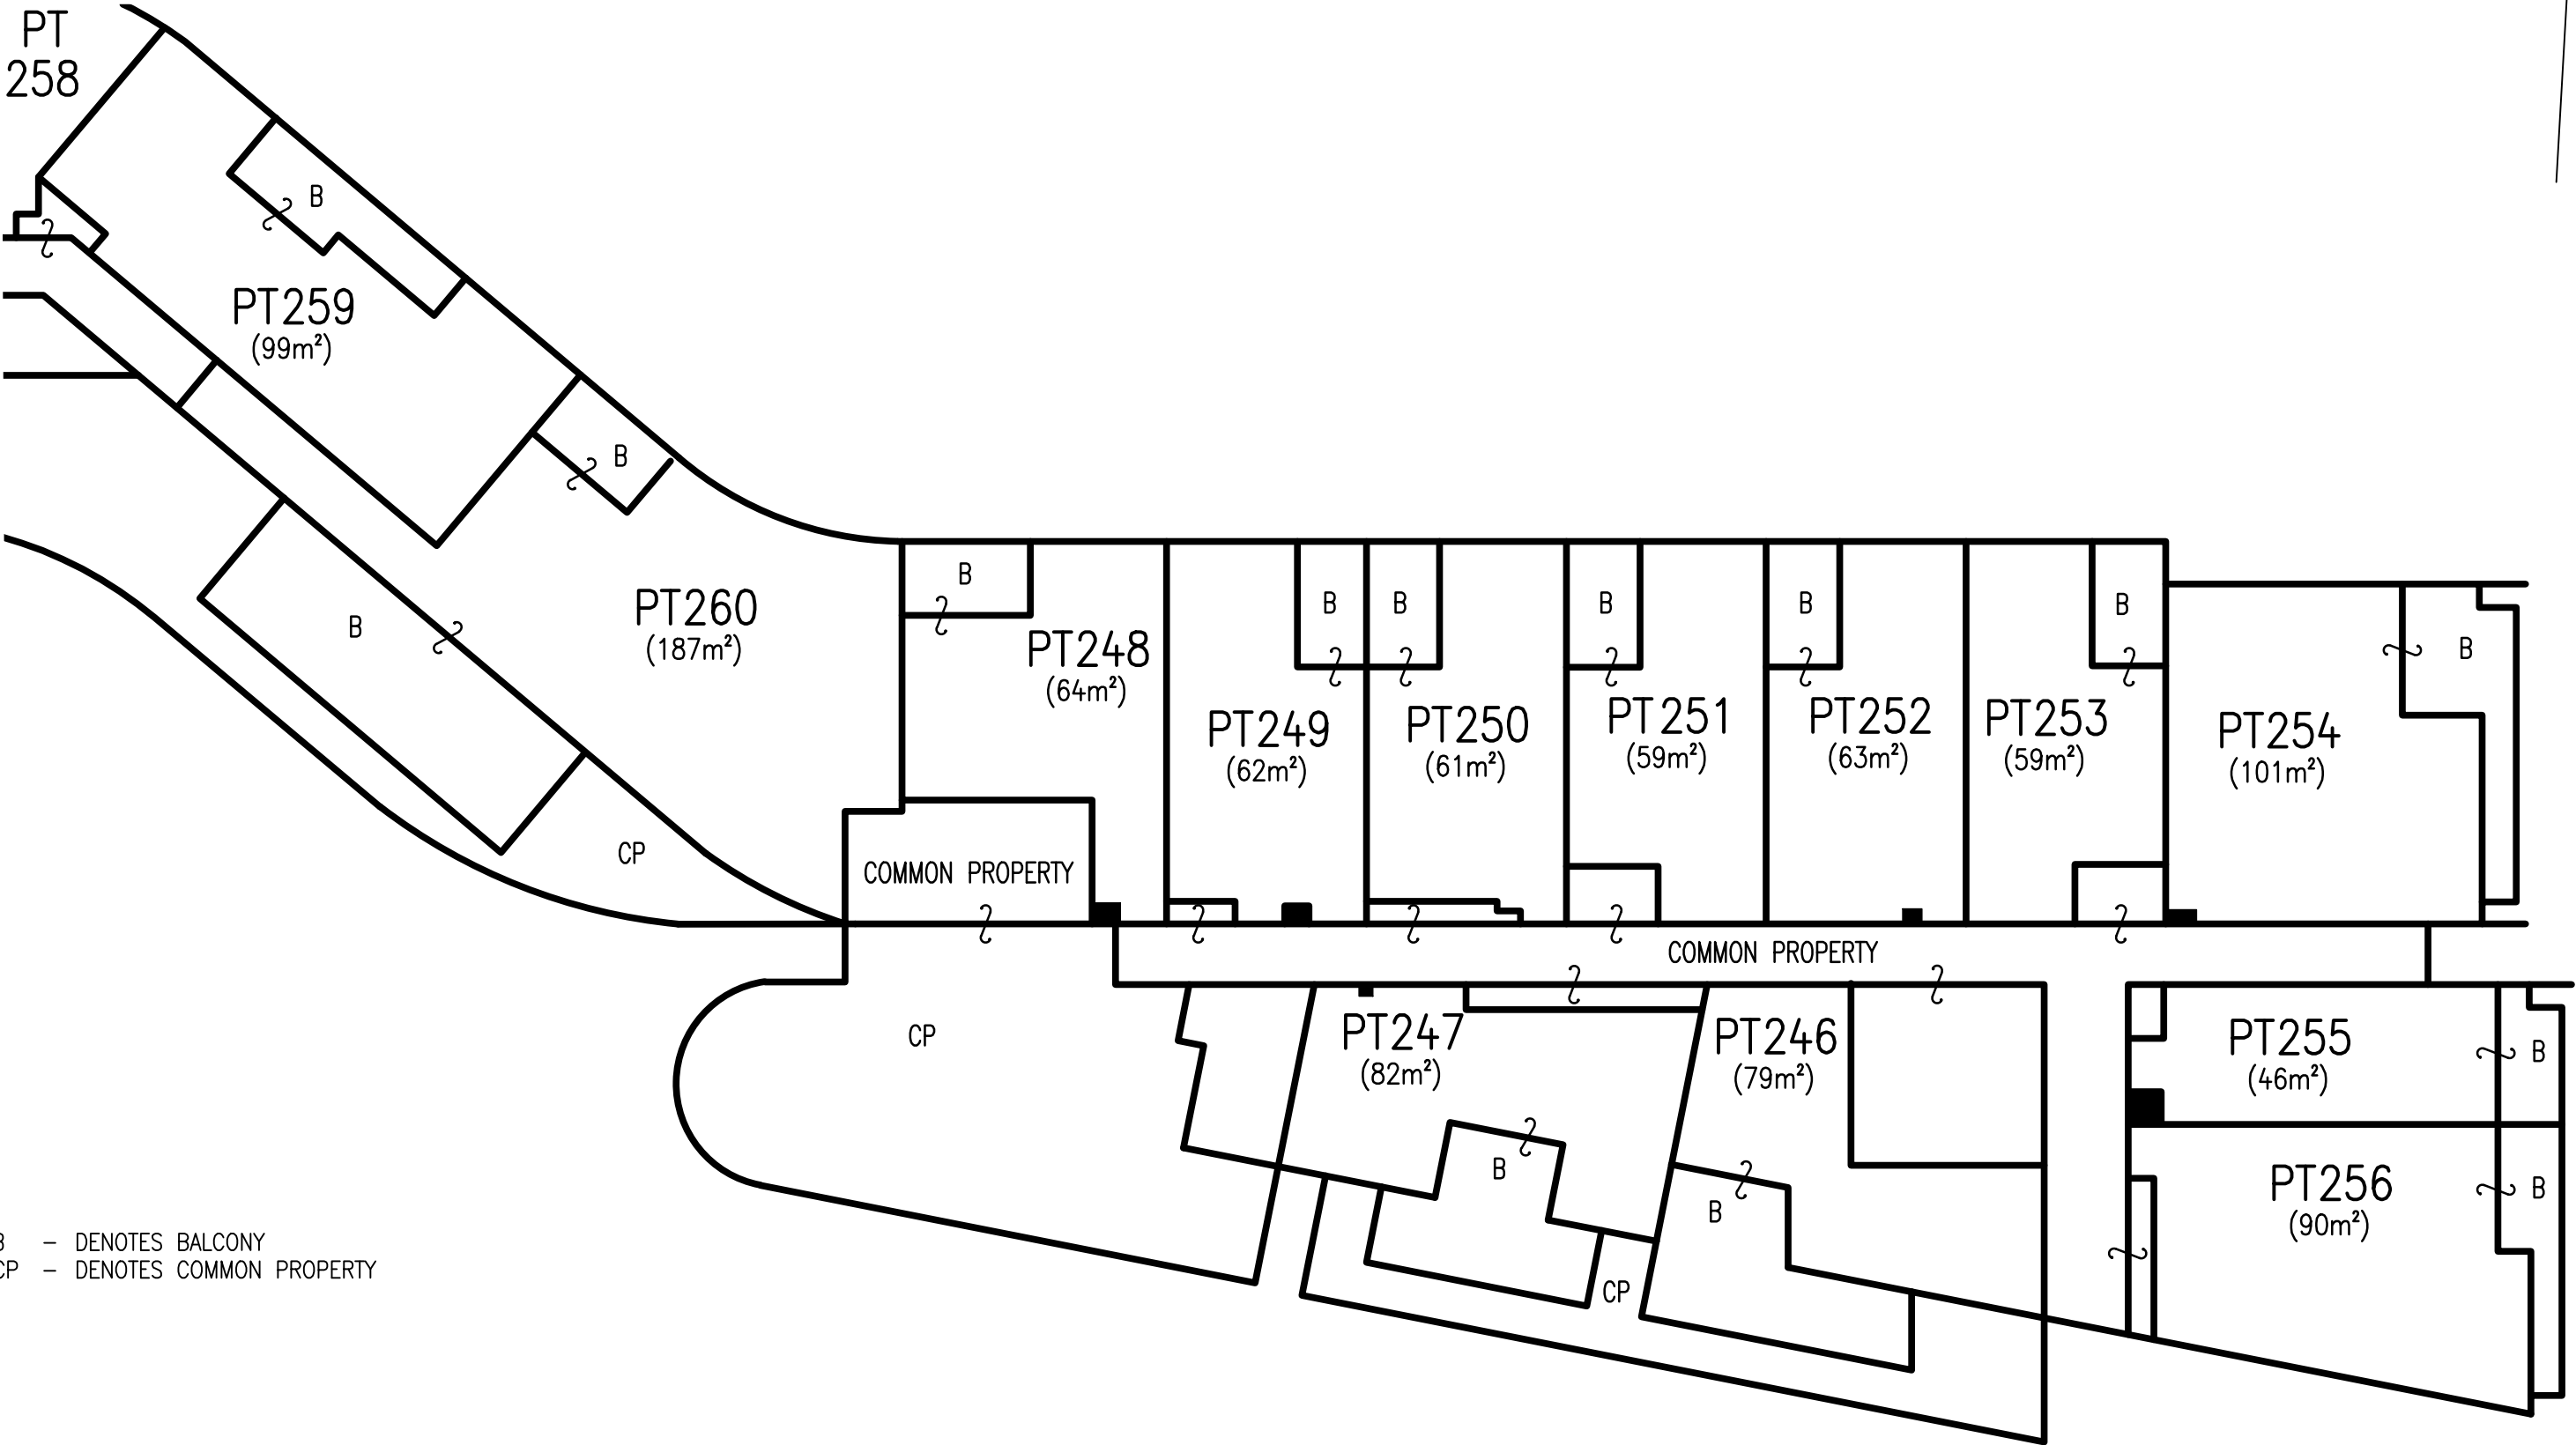 PT
258
B
PT259
(99m²)
B
B
PT260
(187m²)
B
PT248
(64m²)
B
PT249
(62m²)
B
PT250
(61m²)
B
PT251
(59m²)
B
PT252
(63m²)
B
PT253
(59m²)
B
PT254
(101m²)
CP
COMMON PROPERTY
COMMON PROPERTY
CP
PT247
(82m²)
B
PT246
(79m²)
B
CP
PT255
(46m²)
B
PT256
(90m²)
B
B – DENOTES BALCONY
CP – DENOTES COMMON PROPERTY